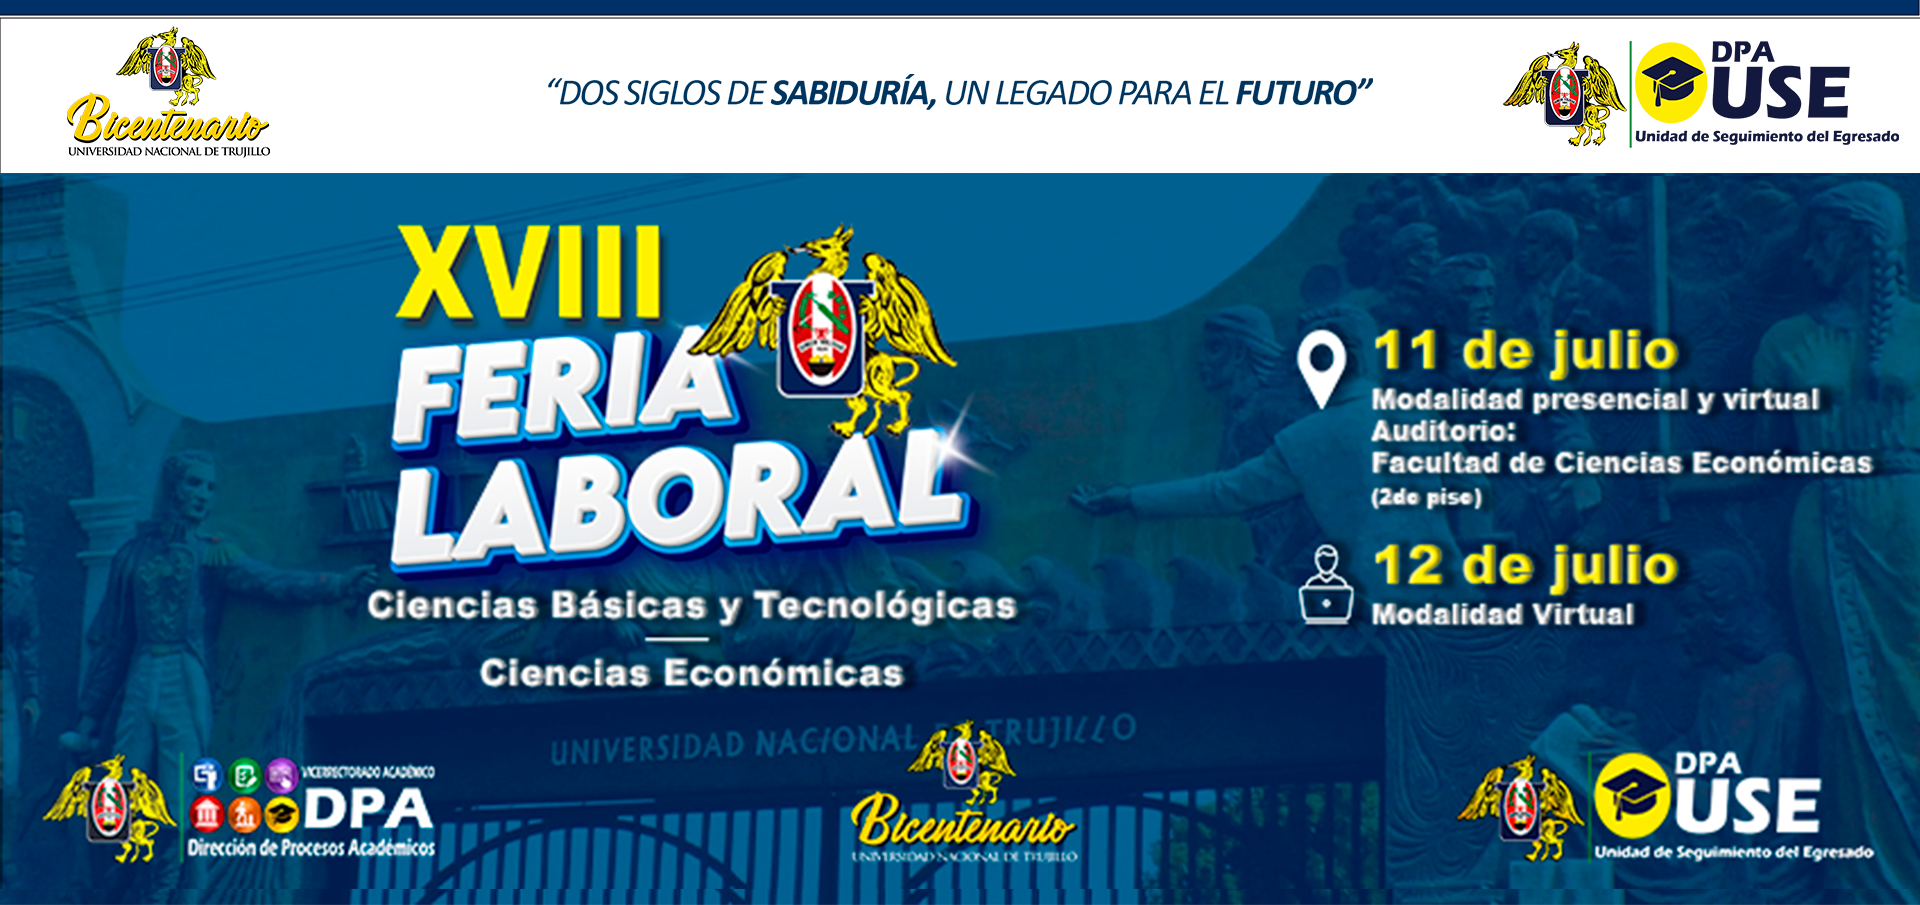 Bicentenario
UNIVERSIDAD NACIONAL DE TRUJILLO
“DOS SIGLOS DE SABIDURÍA, UN LEGADO PARA EL FUTURO”
DPA
USE
Unidad de Seguimiento del Egresado
XVIII
FERIA
LABORAL
Ciencias Básicas y Tecnológicas
Ciencias Económicas
11 de julio
Modalidad presencial y virtual
Auditorio:
Facultad de Ciencias Económicas
(2do piso)
12 de julio
Modalidad Virtual
UNIVERSIDAD NACIONAL DE TRUJILLO
VICERRECTORADO ACADÉMICO
DPA
Dirección de Procesos Académicos
Bicentenario
UNIVERSIDAD NACIONAL DE TRUJILLO
DPA
USE
Unidad de Seguimiento del Egresado